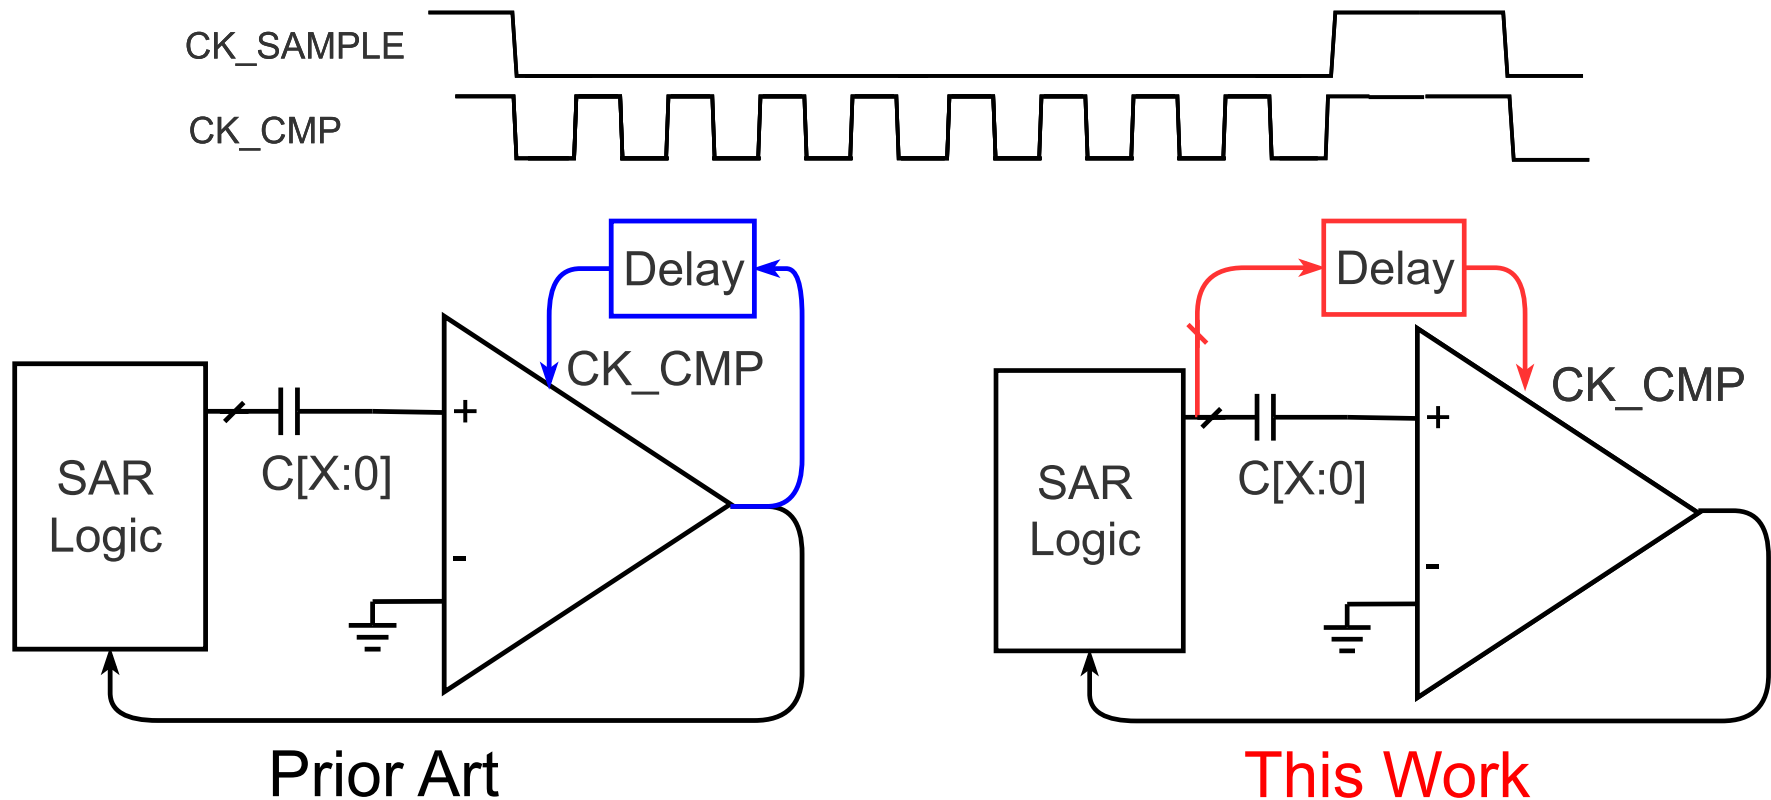 CK_SAMPLE
CK_CMP
Delay
CK_CMP
+
-
SAR
Logic
C[X:0]
Prior Art
Delay
CK_CMP
+
-
SAR
Logic
C[X:0]
This Work